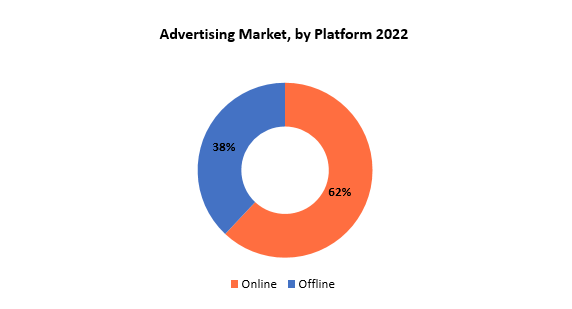 Advertising Market, by Platform 2022
38%
62%
Online Offline